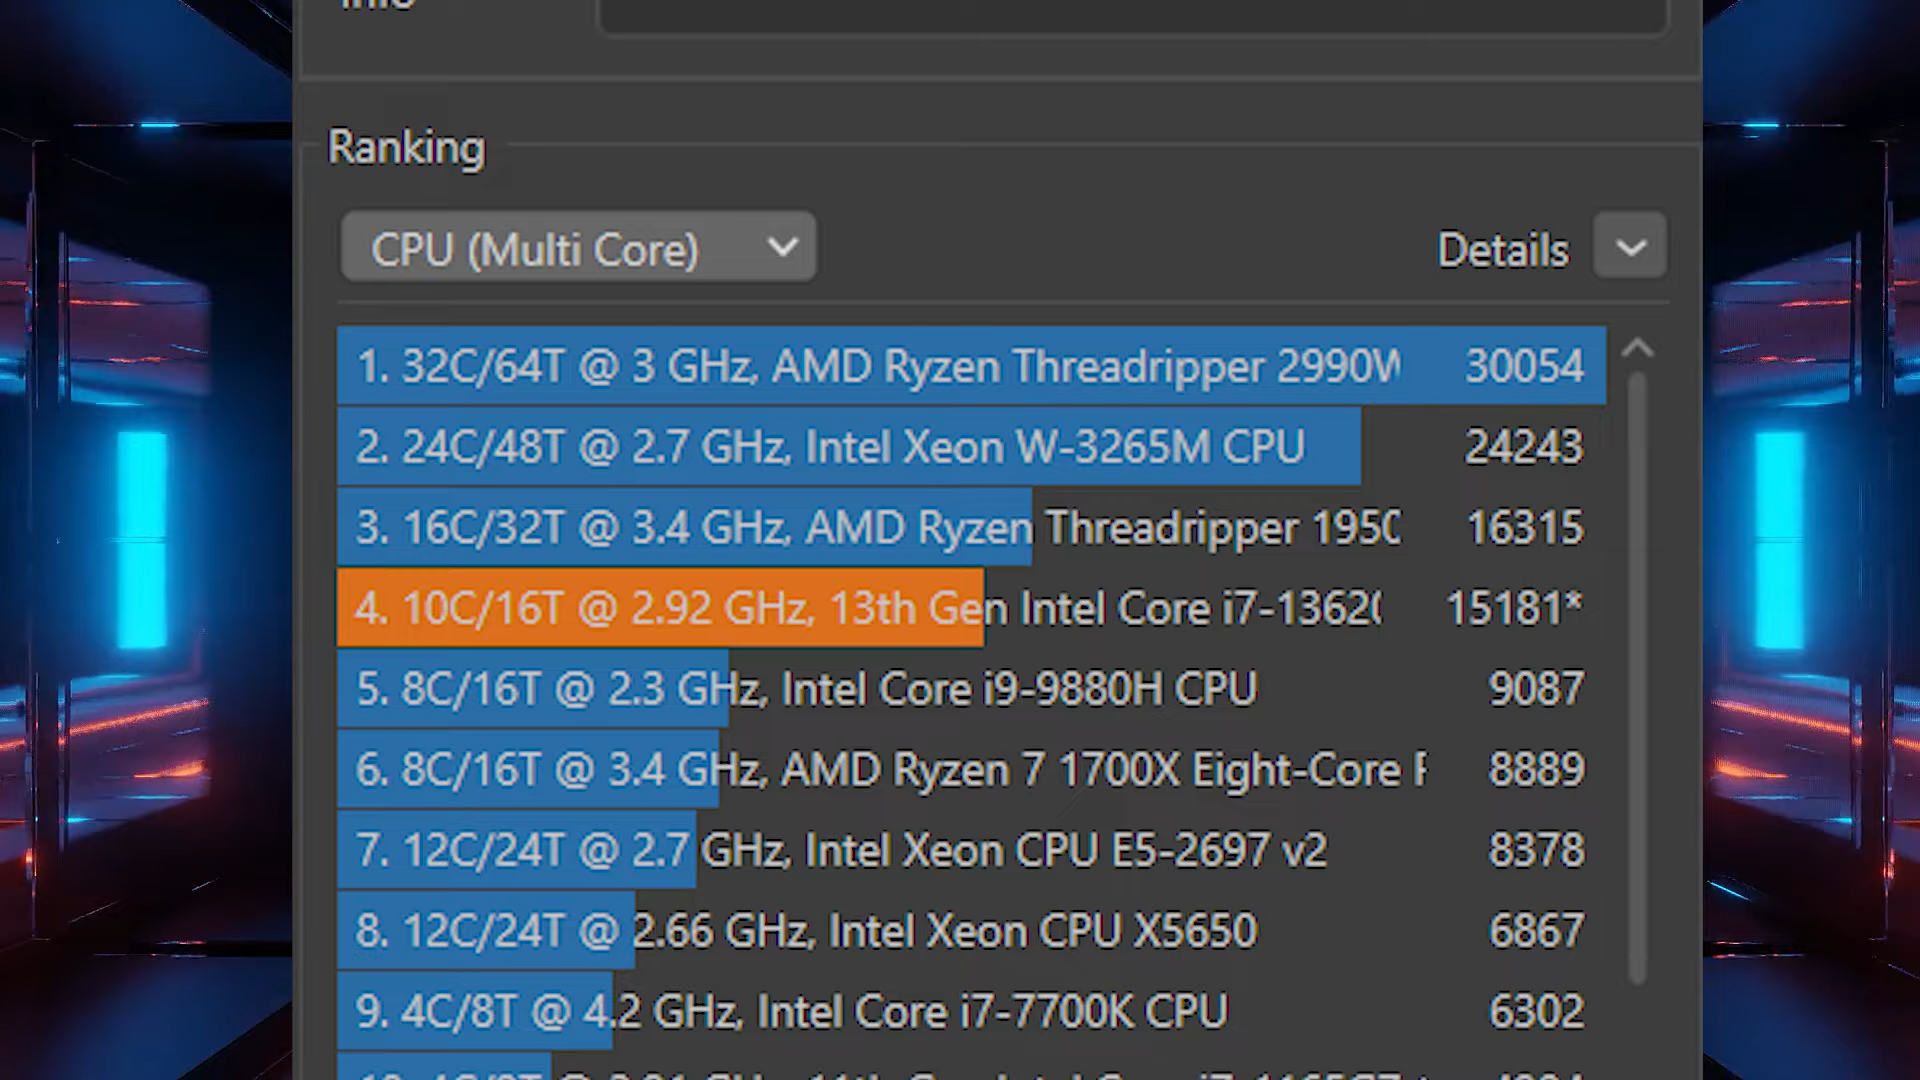 Info
Ranking
CPU (Multi Core)
Details
1. 32C/64T @ 3 GHz, AMD Ryzen Threadripper 2990W 30054
2. 24C/48T @ 2.7 GHz, Intel Xeon W-3265M CPU 24243
3. 16C/32T @ 3.4 GHz, AMD Ryzen Threadripper 195 16315
4. 10C/16T @ 2.92 GHz, 13th Gen Intel Core i7-1362 15181*
5. 8C/16T @ 2.3 GHz, Intel Core i9-9880H CPU 9087
6. 8C/16T @ 3.4 GHz, AMD Ryzen 7 1700X Eight-Core 8889
7. 12C/24T @ 2.7 GHz, Intel Xeon CPU E5-2697 v2 8378
8. 12C/24T @ 2.66 GHz, Intel Xeon CPU X5650 6867
9. 4C/8T @ 4.2 GHz, Intel Core i7-7700K CPU 6302